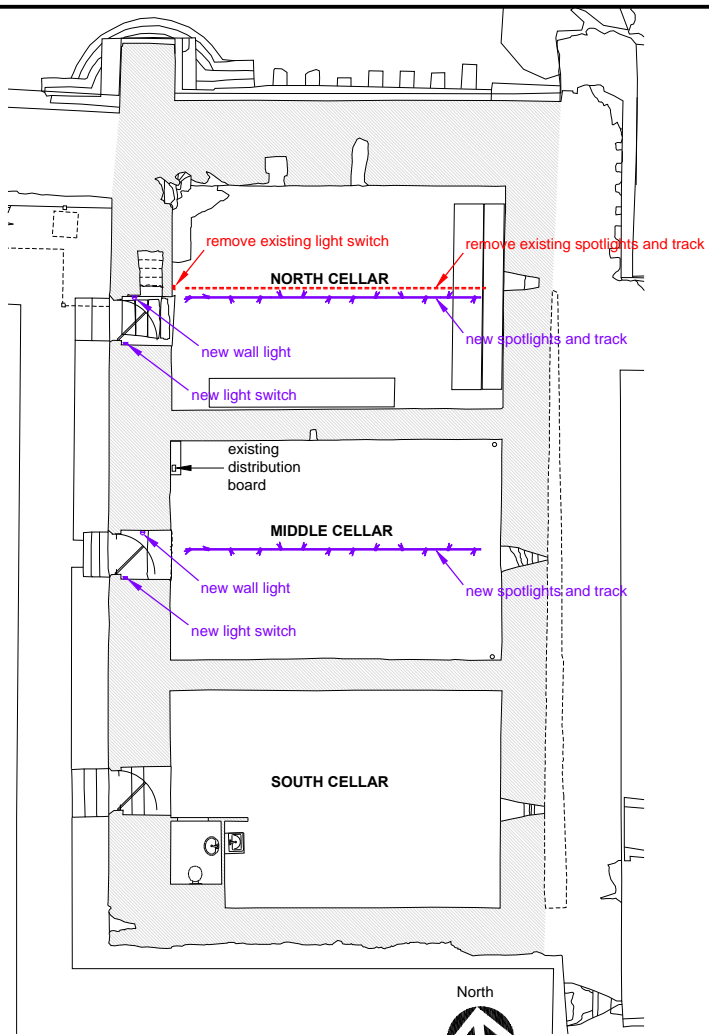 remove existing light switch
remove existing spotlights and track
NORTH CELLAR
new spotlights and track
new wall light
new light switch
existing
distribution
board
MIDDLE CELLAR
new wall light
new spotlights and track
new light switch
SOUTH CELLAR
North